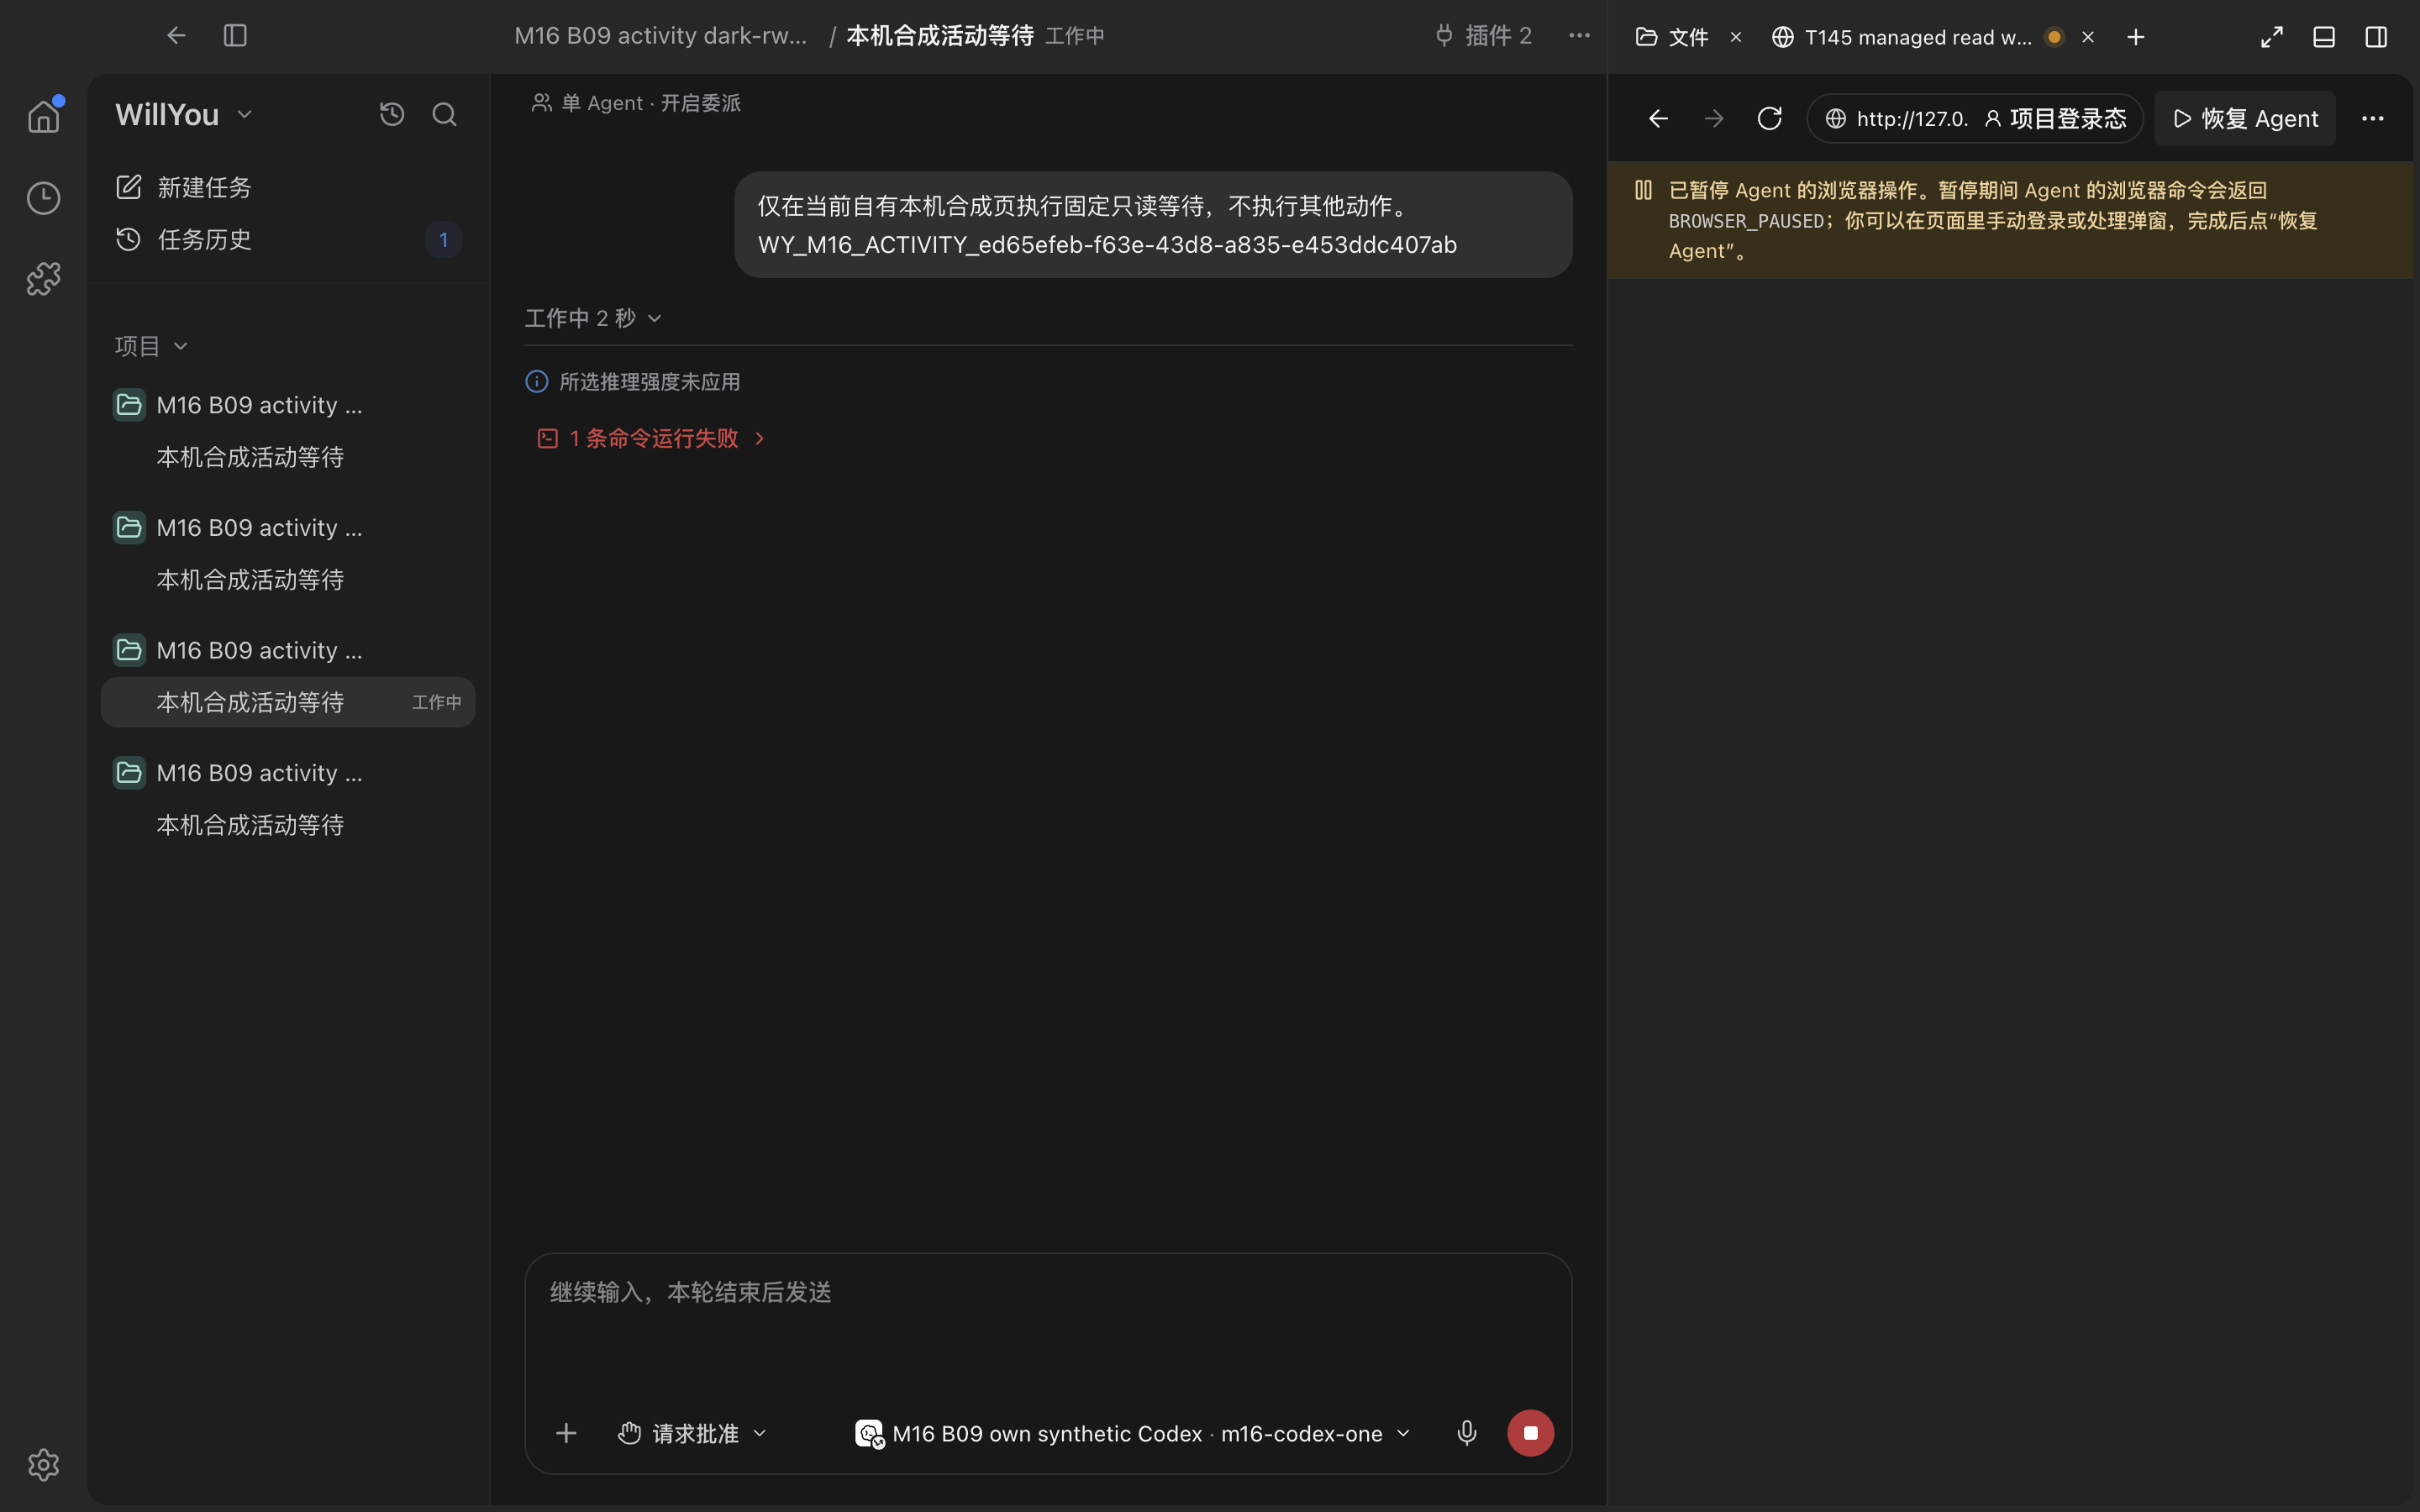 M16 B09 activity dark-rw... / 本机合成活动等待 工作中
插件 2
文件
T145 managed read w...
WillYou
新建任务
任务历史 1
项目
M16 B09 activity ...
本机合成活动等待
M16 B09 activity ...
本机合成活动等待
M16 B09 activity ...
本机合成活动等待 工作中
M16 B09 activity ...
本机合成活动等待
单 Agent · 开启委派
仅在当前自有本机合成页执行固定只读等待，不执行其他动作。
WY_M16_ACTIVITY_ed65efeb-f63e-43d8-a835-e453ddc407ab
工作中 2 秒
所选推理强度未应用
1 条命令运行失败
继续输入，本轮结束后发送
请求批准
M16 B09 own synthetic Codex · m16-codex-one
http://127.0. 项目登录态 恢复 Agent
已暂停 Agent 的浏览器操作。暂停期间 Agent 的浏览器命令会返回
BROWSER_PAUSED；你可以在页面里手动登录或处理弹窗，完成后点“恢复
Agent”。